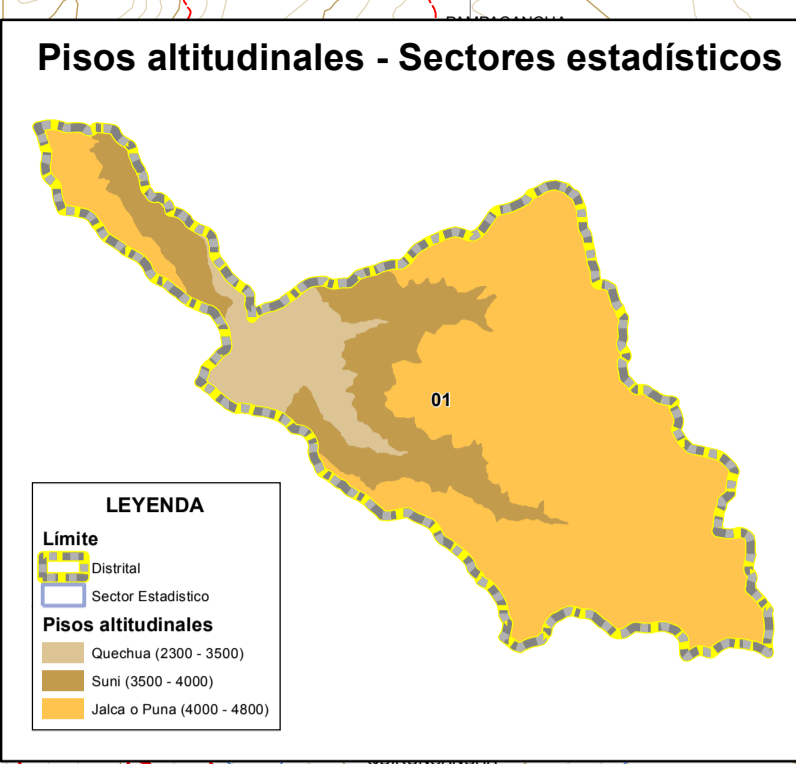 Pisos altitudinales - Sectores estadísticos
01
LEYENDA
Límite
Distrital
Sector Estadistico
Pisos altitudinales
Quechua (2300 - 3500)
Suni (3500 - 4000)
Jalca o Puna (4000 - 4800)